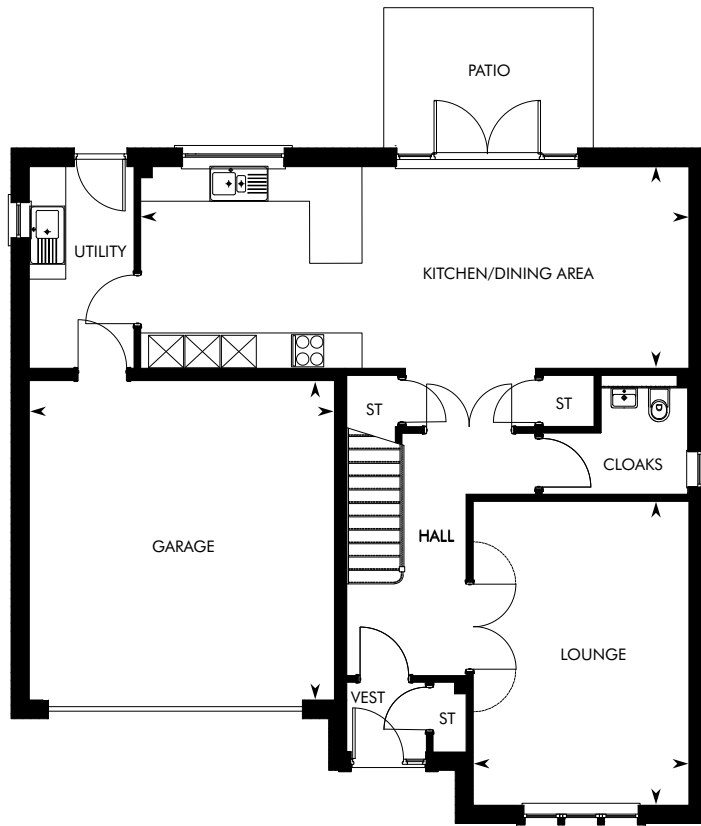 PATIO
UTILITY
KITCHEN/DINING AREA
ST
ST
CLOAKS
HALL
GARAGE
LOUNGE
VEST
ST